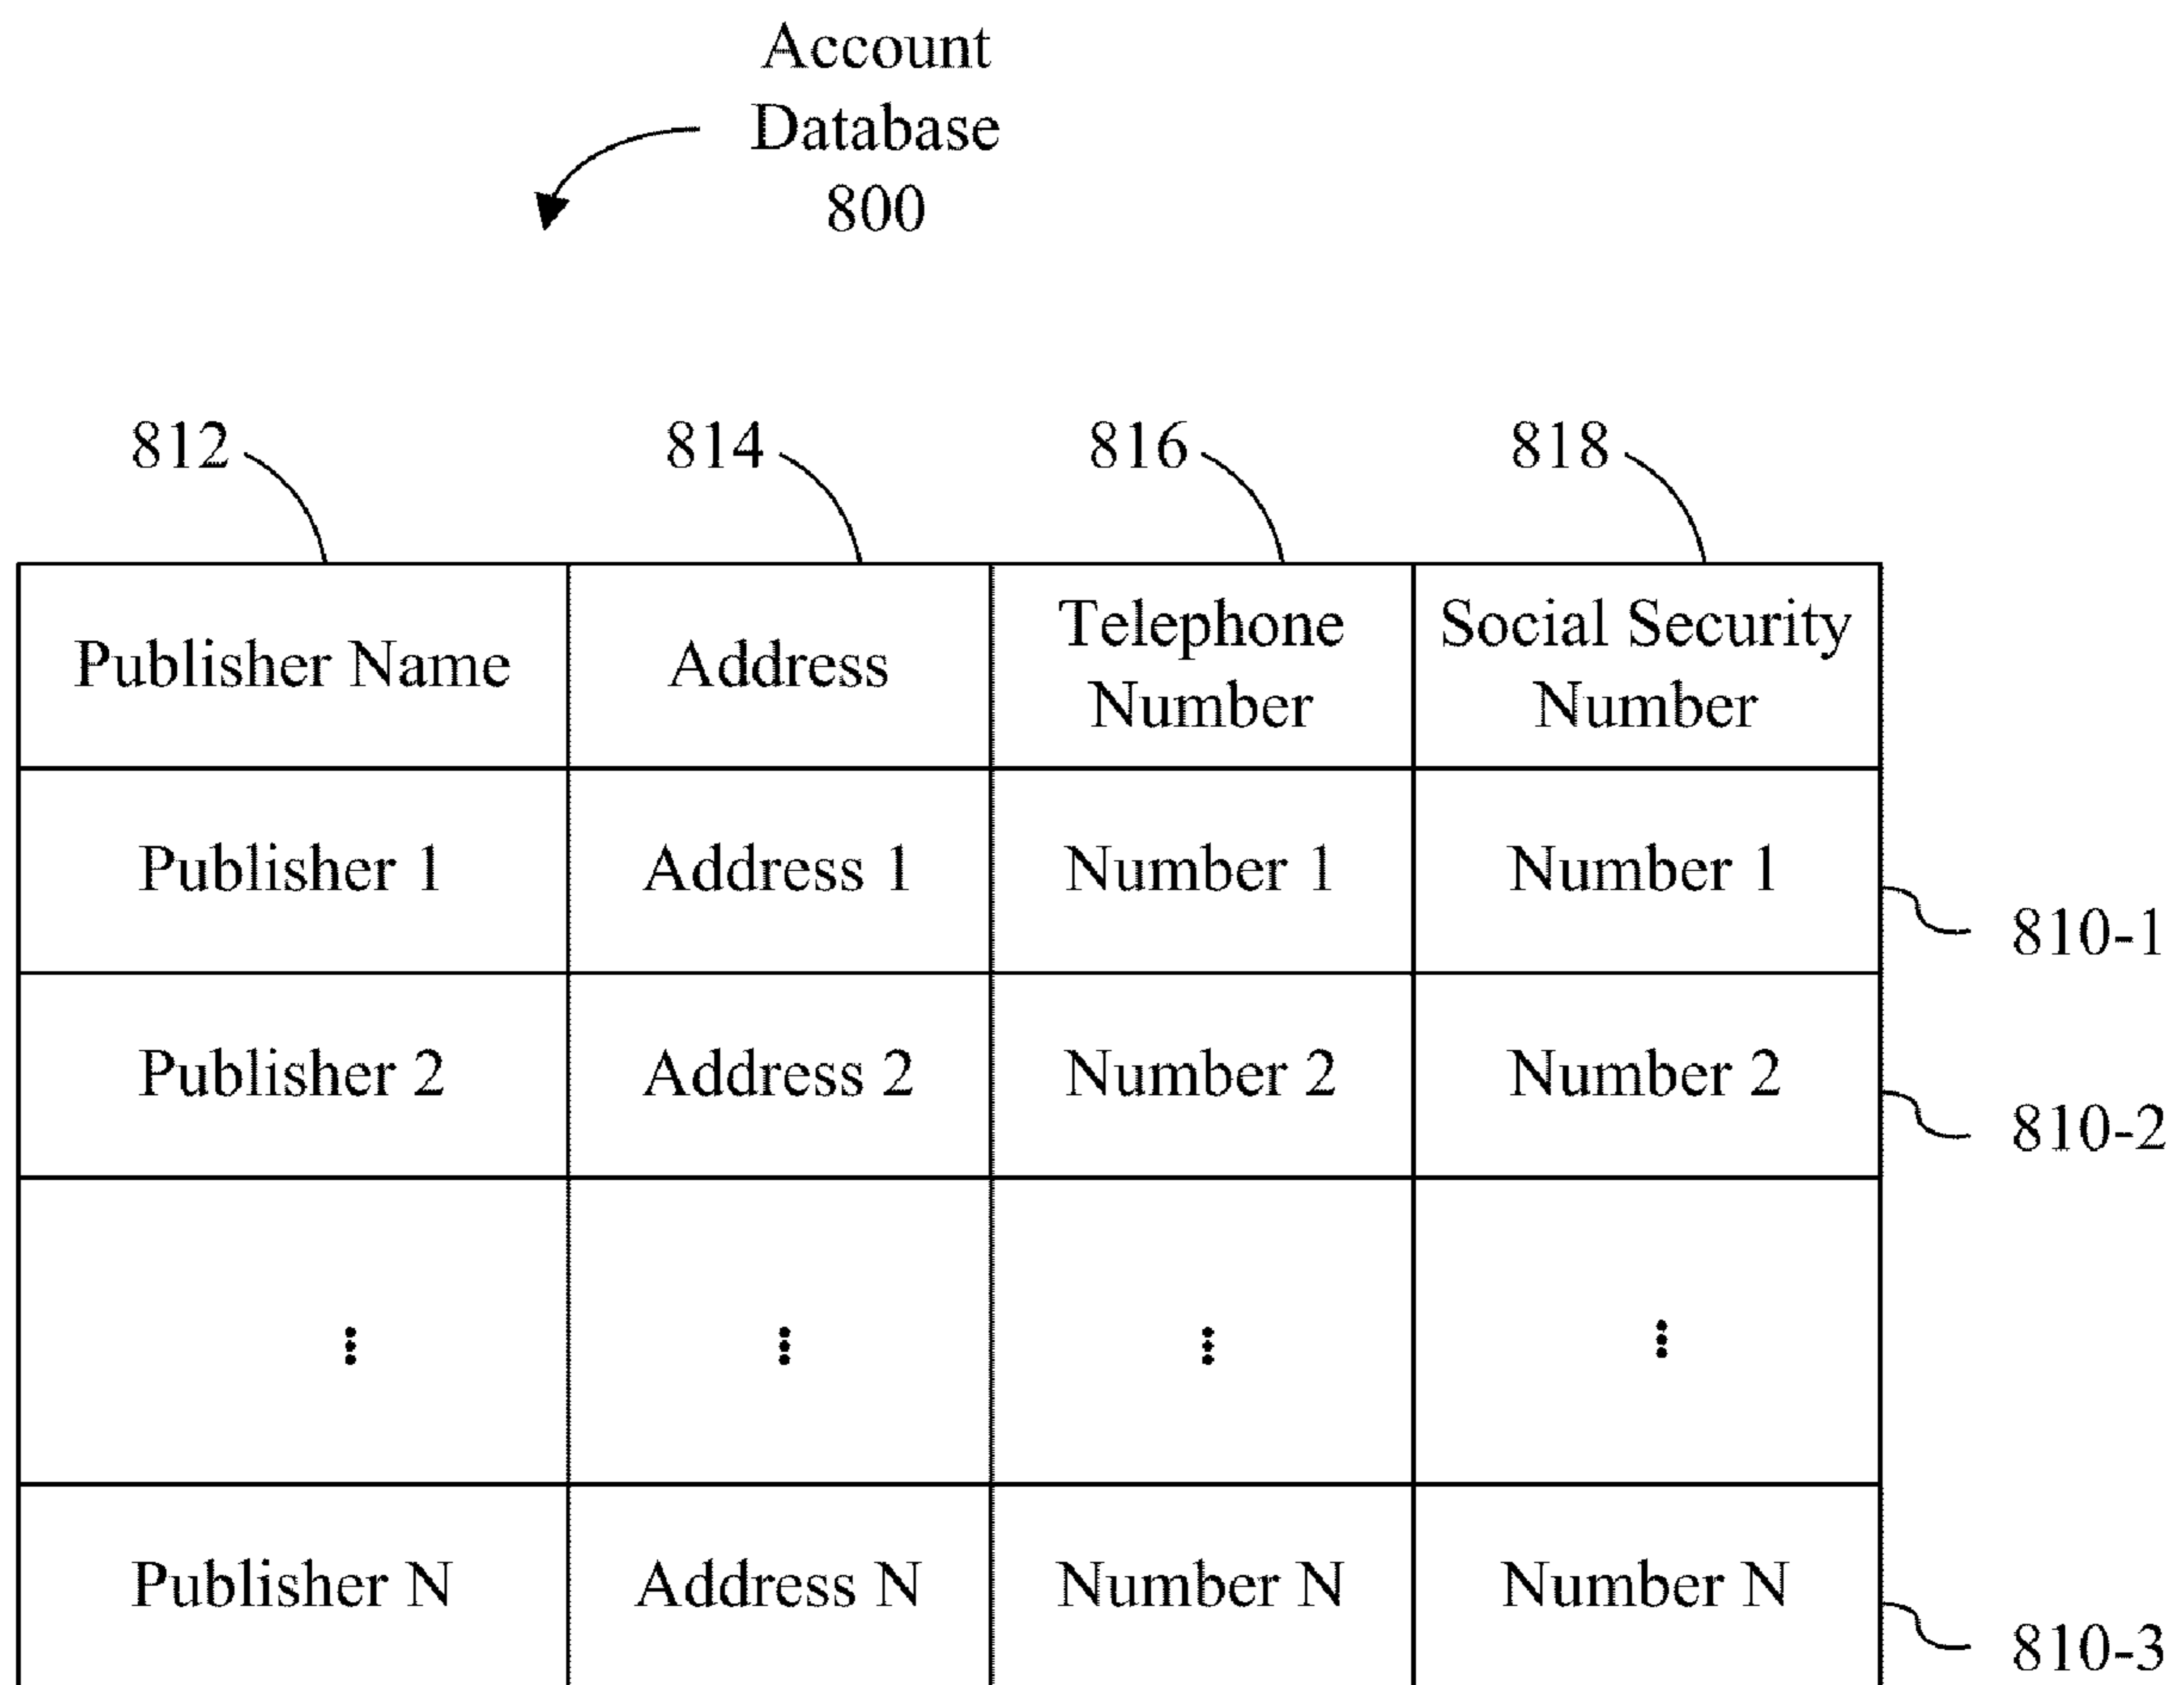 Account
Database
800
812 814 816 818
Publisher Name Address Telephone Number Social Security Number
Publisher 1 Address 1 Number 1 Number 1
810-1
Publisher 2 Address 2 Number 2 Number 2
810-2
Publisher N Address N Number N Number N
810-3